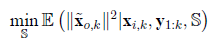 min_𝕊 𝔼 (‖x̃_{o,k}‖² | x_{i,k}, y_{1:k}, 𝕊)